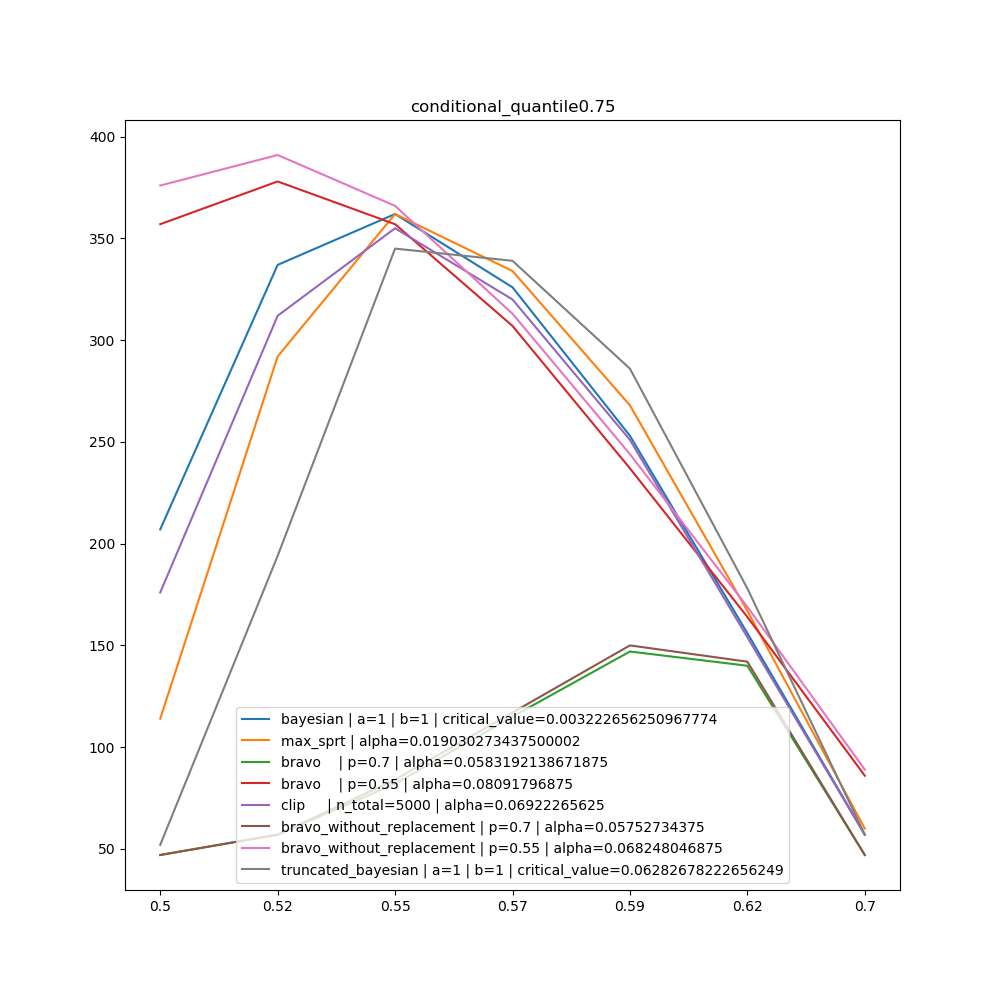 conditional_quantile0.75
400
350
300
250
200
150
100
50
bayesian | a=1 | b=1 | critical_value=0.003222656250967774
max_sprt | alpha=0.019030273437500002
bravo    | p=0.7 | alpha=0.0583192138671875
bravo    | p=0.55 | alpha=0.08091796875
clip     | n_total=5000 | alpha=0.06922265625
bravo_without_replacement | p=0.7 | alpha=0.05752734375
bravo_without_replacement | p=0.55 | alpha=0.068248046875
truncated_bayesian | a=1 | b=1 | critical_value=0.06282678222656249
0.5 0.52 0.55 0.57 0.59 0.62 0.7